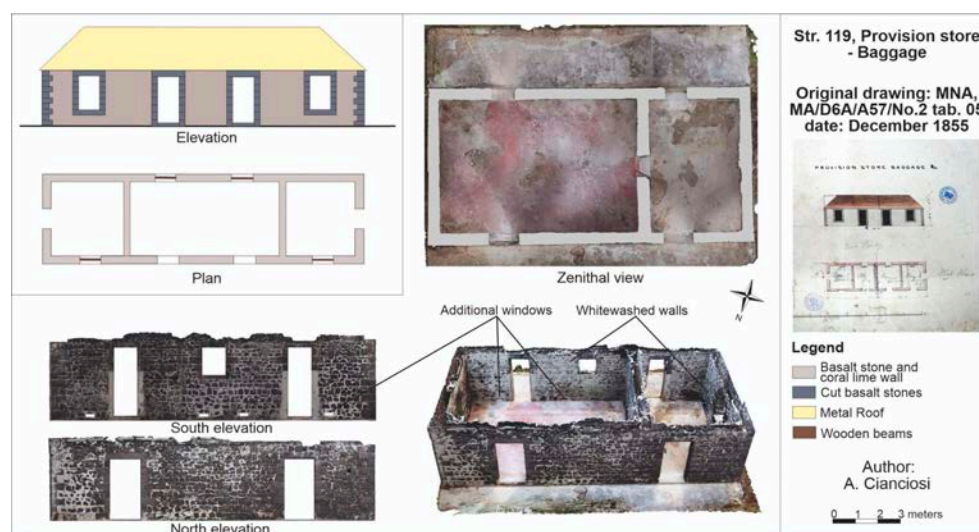 Elevation
Plan
Zenithal view
N
Additional windows
Whitewashed walls
South elevation
North elevation
Str. 119, Provision store
- Baggage
Original drawing: MNA,
MA/D6A/A57/No.2 tab. 05
date: December 1855
PROVISION STORE BAGGAGE
Legend
Basalt stone and
coral lime wall
Cut basalt stones
Metal Roof
Wooden beams
Author:
A. Cianciosi
0 1 2 3 meters